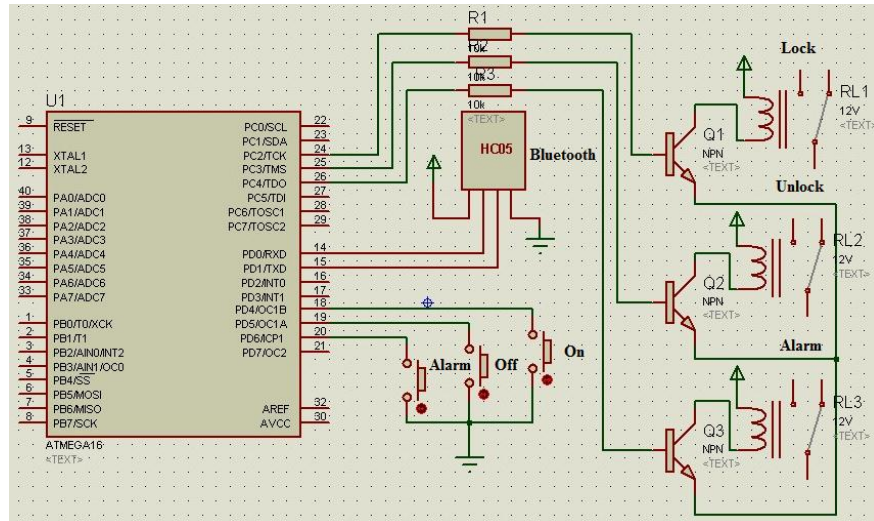 R1
Lock
R2
10k
R3
10k
10k
<TEXT>
U1
RL1
12V
<TEXT>
9 RESET PC0/SCL 22
PC1/SDA 23
13 XTAL1 PC2/TCK 24
12 XTAL2 PC3/TMS 25
PC4/TDO 26
40 PA0/ADC0 PC5/TDI 27
39 PA1/ADC1 PC6/TOSC1 28
38 PA2/ADC2 PC7/TOSC2 29
37 PA3/ADC3
36 PA4/ADC4 PD0/RXD 14
35 PA5/ADC5 PD1/TXD 15
34 PA6/ADC6 PD2/INT0 16
33 PA7/ADC7 PD3/INT1 17
PD4/OC1B 18
1 PB0/T0/XCK PD5/OC1A 19
2 PB1/T1 PD6/ICP1 20
3 PB2/AIN0/INT2 PD7/OC2 21
4 PB3/AIN1/OC0
5 PB4/SS
6 PB5/MOSI
7 PB6/MISO AREF 32
8 PB7/SCK AVCC 30
ATMEGA16
<TEXT>
HC05
Bluetooth
Q1
NPN
<TEXT>
Unlock
RL2
12V
<TEXT>
Q2
NPN
<TEXT>
Alarm
Off
On
Alarm
RL3
12V
<TEXT>
Q3
NPN
<TEXT>